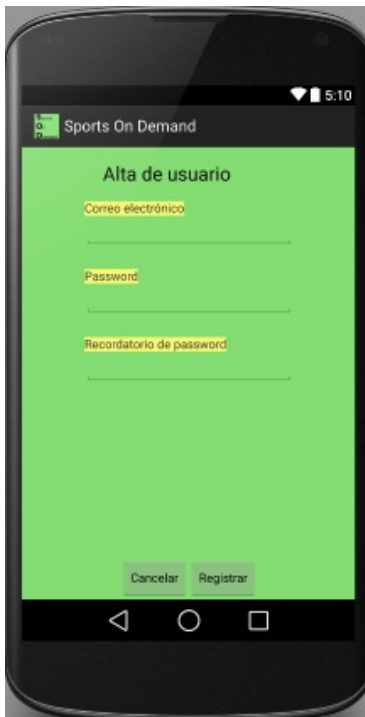 5:10
Sports On Demand
Alta de usuario
Correo electrónico
Password
Recordatorio de password
Cancelar Registrar